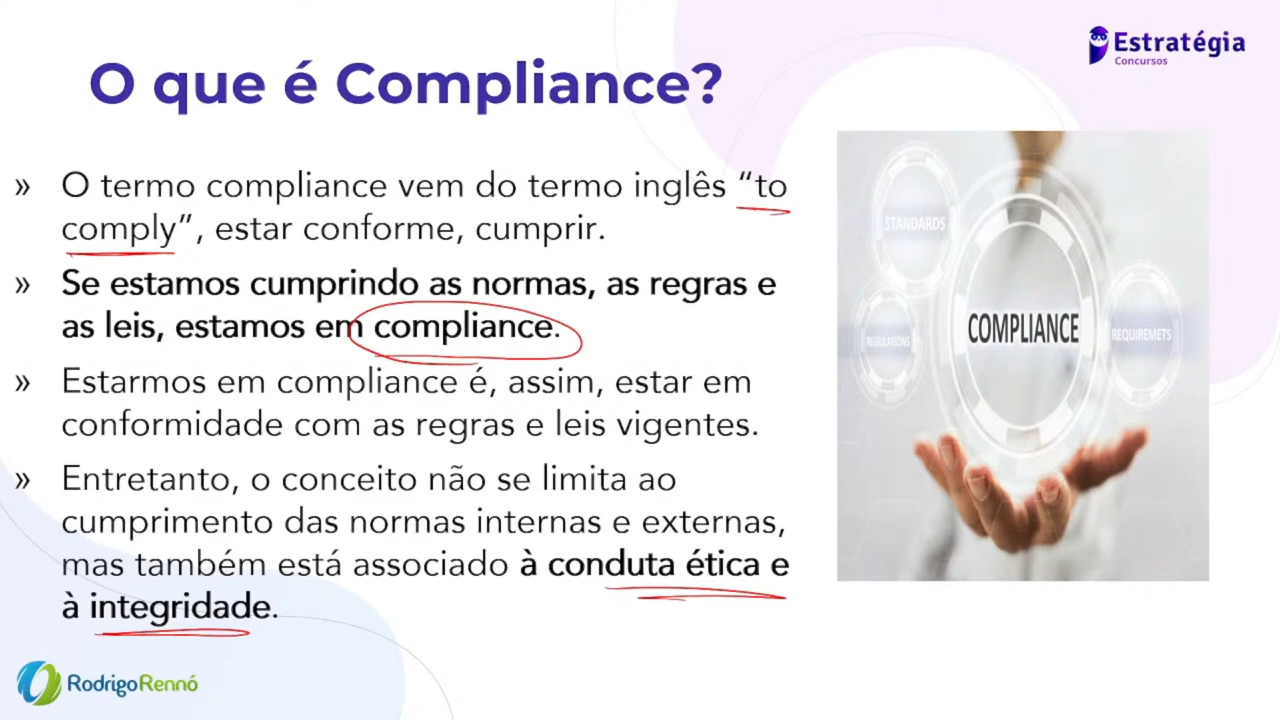 Estratégia
Concursos
O que é Compliance?
» O termo compliance vem do termo inglês “to
comply”, estar conforme, cumprir.
» Se estamos cumprindo as normas, as regras e
as leis, estamos em compliance.
» Estarmos em compliance é, assim, estar em
conformidade com as regras e leis vigentes.
» Entretanto, o conceito não se limita ao
cumprimento das normas internas e externas,
mas também está associado à conduta ética e
à integridade.
STANDARDS
COMPLIANCE
REGULATIONS
REQUIREMETS
RodrigoRennó